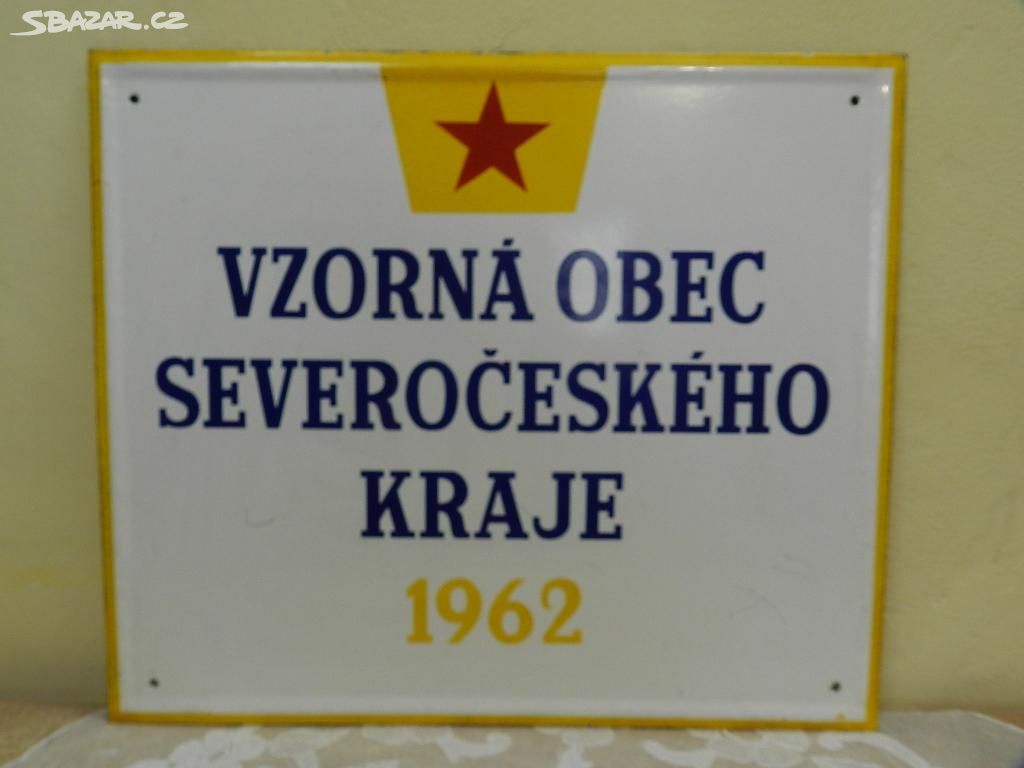 SBAZAR.CZ
VZORNÁ OBEC
SEVEROČESKÉHO
KRAJE
1962